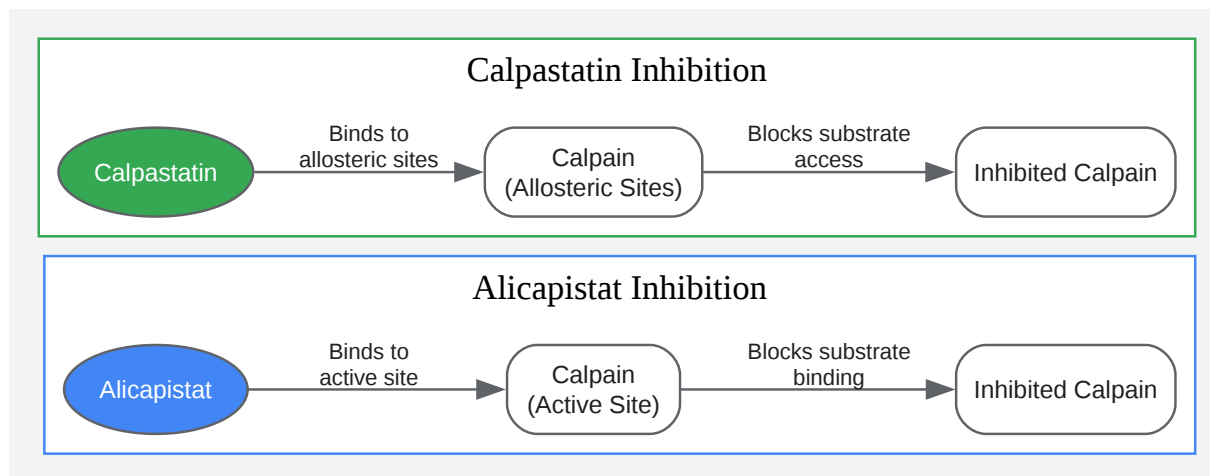 Calpastatin Inhibition
Calpastatin
Binds to
allosteric sites
Calpain
(Allosteric Sites)
Blocks substrate
access
Inhibited Calpain
Alicapistat Inhibition
Alicapistat
Binds to
active site
Calpain
(Active Site)
Blocks substrate
binding
Inhibited Calpain